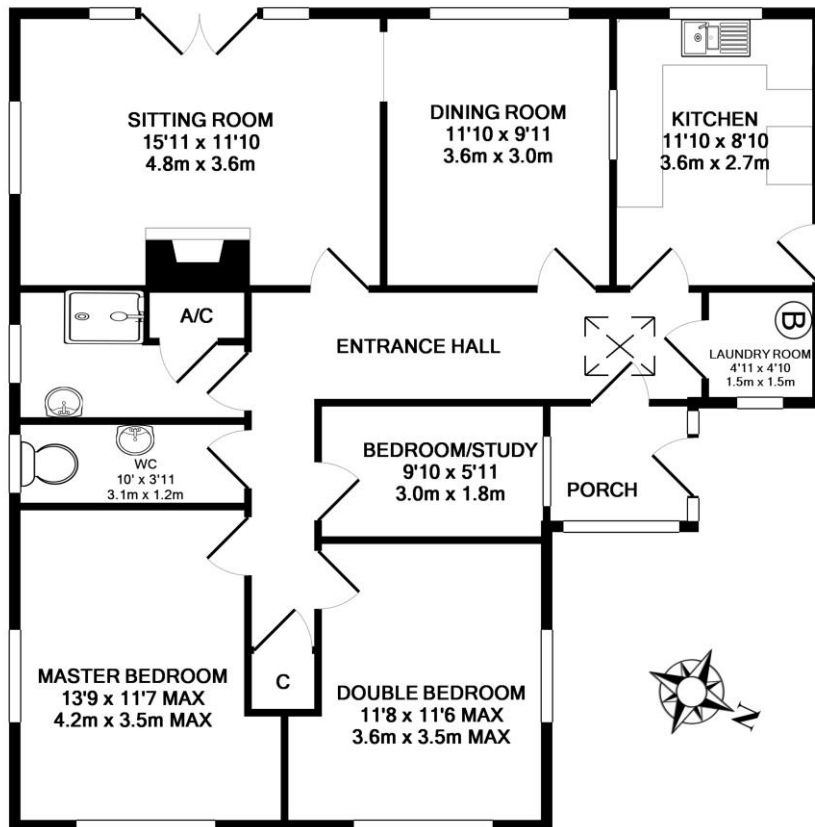 SITTING ROOM
15'11 x 11'10
4.8m x 3.6m
DINING ROOM
11'10 x 9'11
3.6m x 3.0m
KITCHEN
11'10 x 8'10
3.6m x 2.7m
A/C
ENTRANCE HALL
B
LAUNDRY ROOM
4'11 x 4'10
1.5m x 1.5m
WC
10' x 3'11
3.1m x 1.2m
BEDROOM/STUDY
9'10 x 5'11
3.0m x 1.8m
PORCH
MASTER BEDROOM
13'9 x 11'7 MAX
4.2m x 3.5m MAX
C
DOUBLE BEDROOM
11'8 x 11'6 MAX
3.6m x 3.5m MAX
N